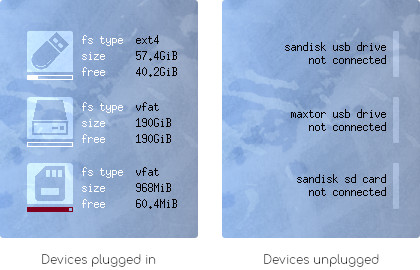 fs type ext4
size 57.4GiB
free 40.2GiB
fs type vfat
size 190GiB
free 190GiB
fs type vfat
size 968MiB
free 60.4MiB
Devices plugged in
sandisk usb drive
not connected
maxtor usb drive
not connected
sandisk sd card
not connected
Devices unplugged